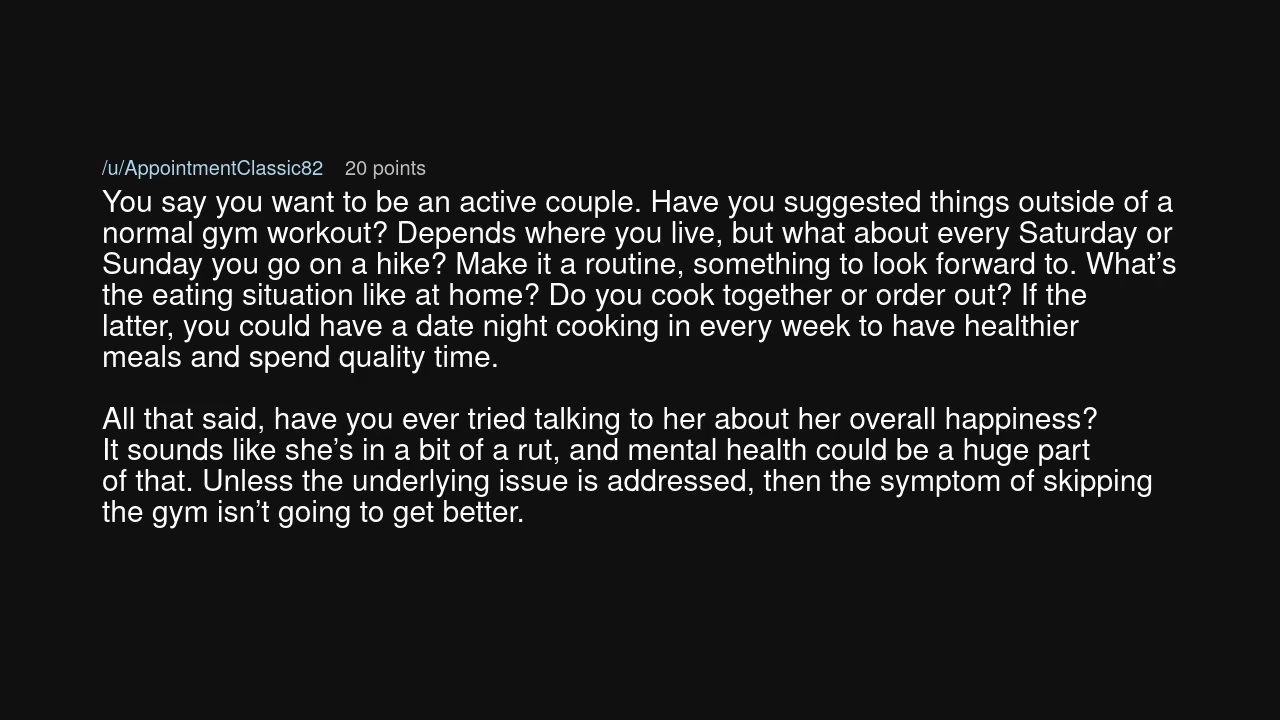 /u/AppointmentClassic82 20 points
You say you want to be an active couple. Have you suggested things outside of a
normal gym workout? Depends where you live, but what about every Saturday or
Sunday you go on a hike? Make it a routine, something to look forward to. What’s
the eating situation like at home? Do you cook together or order out? If the
latter, you could have a date night cooking in every week to have healthier
meals and spend quality time.
All that said, have you ever tried talking to her about her overall happiness?
It sounds like she’s in a bit of a rut, and mental health could be a huge part
of that. Unless the underlying issue is addressed, then the symptom of skipping
the gym isn’t going to get better.